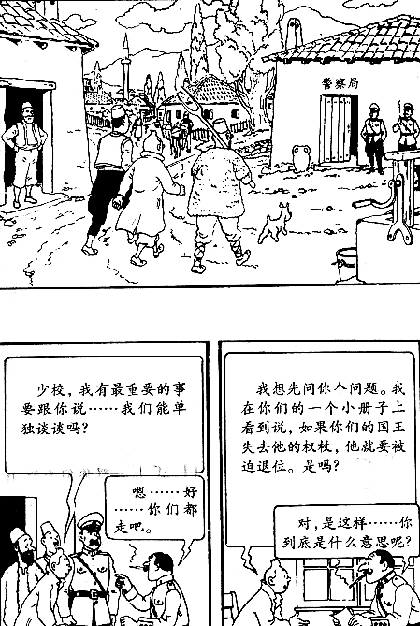 警察局
少校，我有最重要的事
要跟你说……我们能单
独谈谈吗？
嗯……好
……你们都
走吧。
我想先问你个问题。我
在你们的一个小册子上
看到说，如果你们的国王
失去他的权杖，他就要被
迫退位。是吗？
对，是这样……你
到底是什么意思呢？